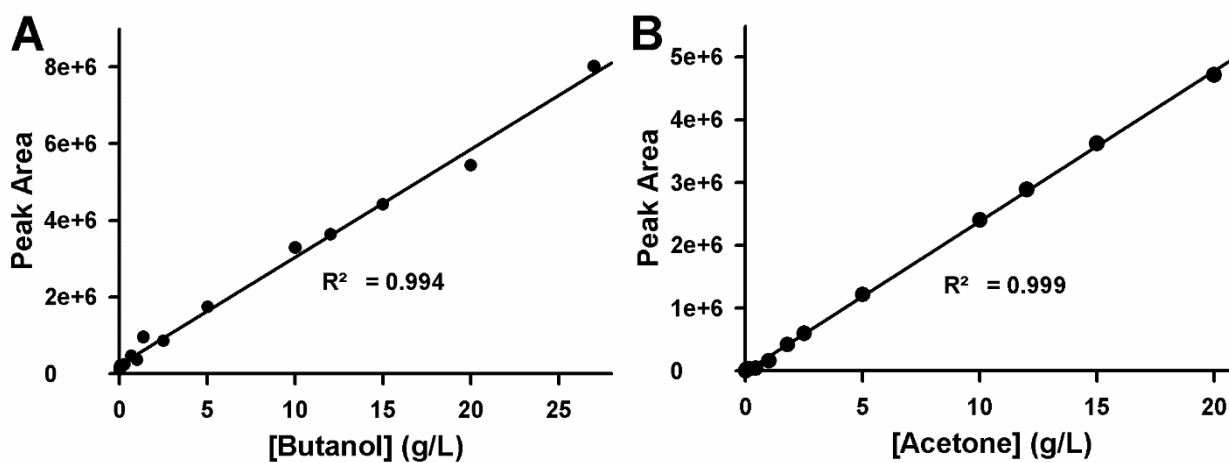 A
Peak Area
8e+6
6e+6
4e+6
2e+6
0
R² = 0.994
0 5 10 15 20 25
[Butanol] (g/L)
B
Peak Area
5e+6
4e+6
3e+6
2e+6
1e+6
0
R² = 0.999
0 5 10 15 20
[Acetone] (g/L)